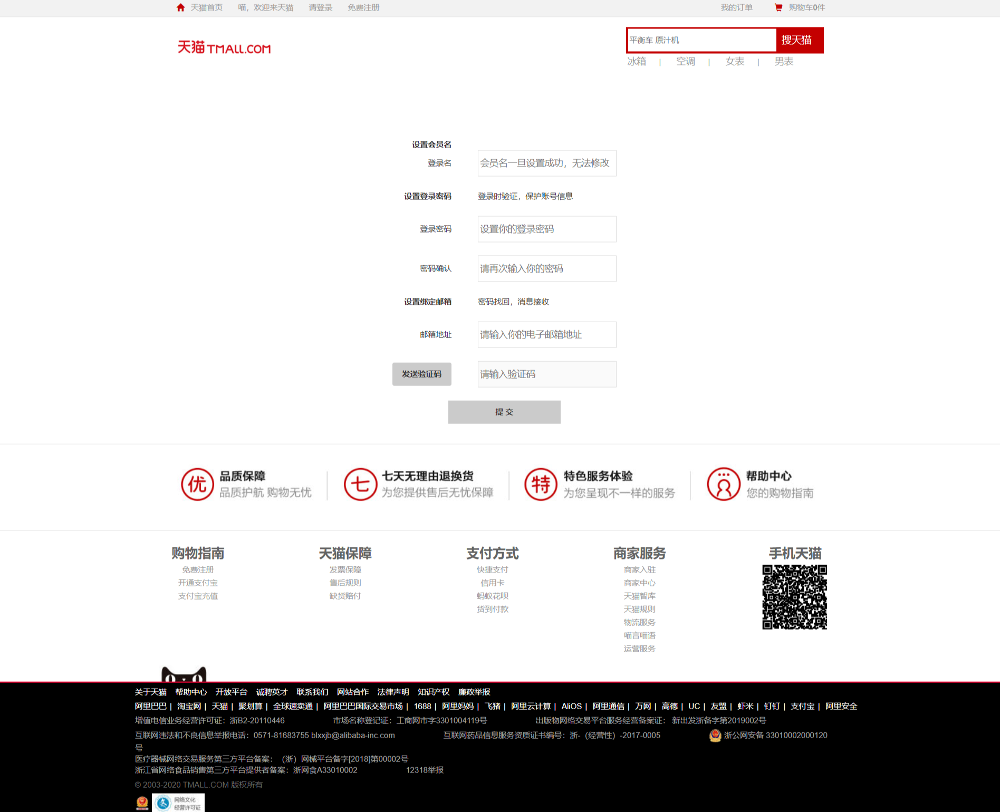 天猫首页 喵，欢迎来天猫 请登录 免费注册 我的订单 购物车0件
天猫 TMALL.COM
平衡车 原汁机 搜天猫
冰箱 | 空调 | 女表 | 男表
设置会员名
登录名 会员名一旦设置成功，无法修改
设置登录密码 登录时验证，保护账号信息
登录密码 设置你的登录密码
密码确认 请再次输入你的密码
设置绑定邮箱 密码找回，消息接收
邮箱地址 请输入你的电子邮箱地址
发送验证码 请输入验证码
提 交
优 品质保障 七 七天无理由退换货 特 特色服务体验 帮助中心
品质护航 购物无忧 为您提供售后无忧保障 为您呈现不一样的服务 您的购物指南
购物指南 天猫保障 支付方式 商家服务 手机天猫
免费注册 发票保障 快捷支付 商家入驻
开通支付宝 售后规则 信用卡 商家中心
支付宝充值 缺货赔付 蚂蚁花呗 天猫智库
货到付款 天猫规则
物流服务
喵言喵语
运营服务
关于天猫 帮助中心 开放平台 诚聘英才 联系我们 网站合作 法律声明 知识产权 廉政举报
阿里巴巴 | 淘宝网 | 天猫 | 聚划算 | 全球速卖通 | 阿里巴巴国际交易市场 | 1688 | 阿里妈妈 | 飞猪 | 阿里云计算 | AliOS | 阿里通信 | 万网 | 高德 | UC | 友盟 | 虾米 | 钉钉 | 支付宝 | 阿里安全
增值电信业务经营许可证：浙B2-20110446 市场名称登记证：工商网市字3301004119号 出版物网络交易平台服务经营备案证： 新出发浙备字第2019002号
互联网违法和不良信息举报电话：0571-81683755 blxxjb@alibaba-inc.com 互联网药品信息服务资质证书编号：浙-（经营性）-2017-0005 浙公网安备 33010002000120
号
医疗器械网络交易服务第三方平台备案：（浙）网械平台备字[2018]第00002号
浙江省网络食品销售第三方平台提供者备案：浙网食A33010002 12318举报
© 2003-2020 TMALL.COM 版权所有
网络文化
经营许可证